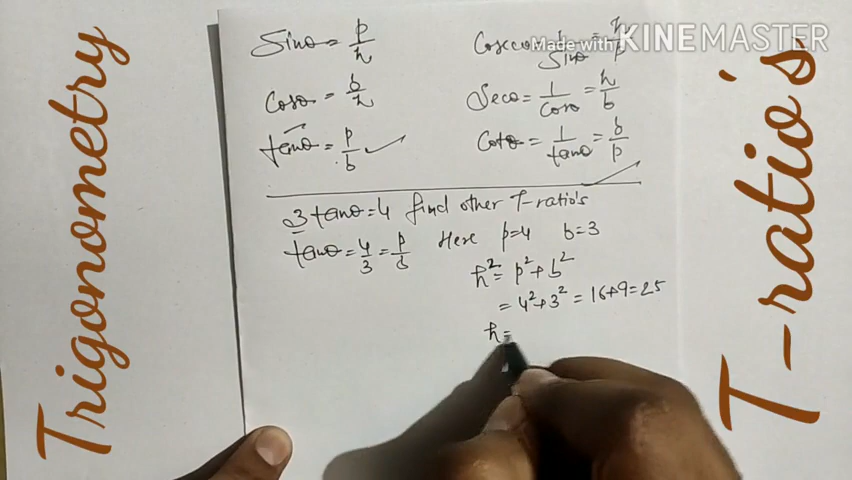 Trigonometry
Sinθ = p/h
Cosecθ = 1/Sinθ = h/p
Made with KINEMASTER
Cosθ = b/h
Secθ = 1/Cosθ = h/b
tanθ = p/b
Cotθ = 1/tanθ = b/p
3 tanθ = 4 find other T-ratio's
tanθ = 4/3 = p/b Here p=4 b=3
h² = p² + b²
= 4² + 3² = 16+9 = 25
h =
T-ratio's